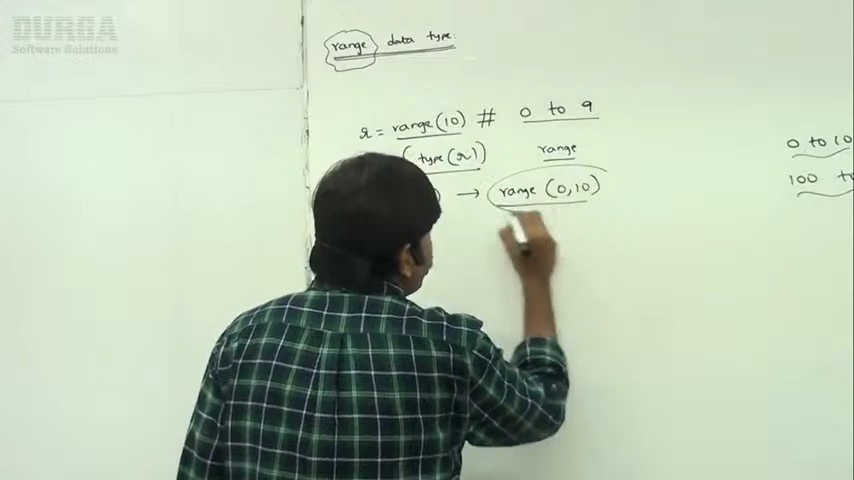 DURGA
Software Solutions
range data type:
r = range(10) # 0 to 9
(type(r)) range
) → range (0,10)
0 to 10
100 to